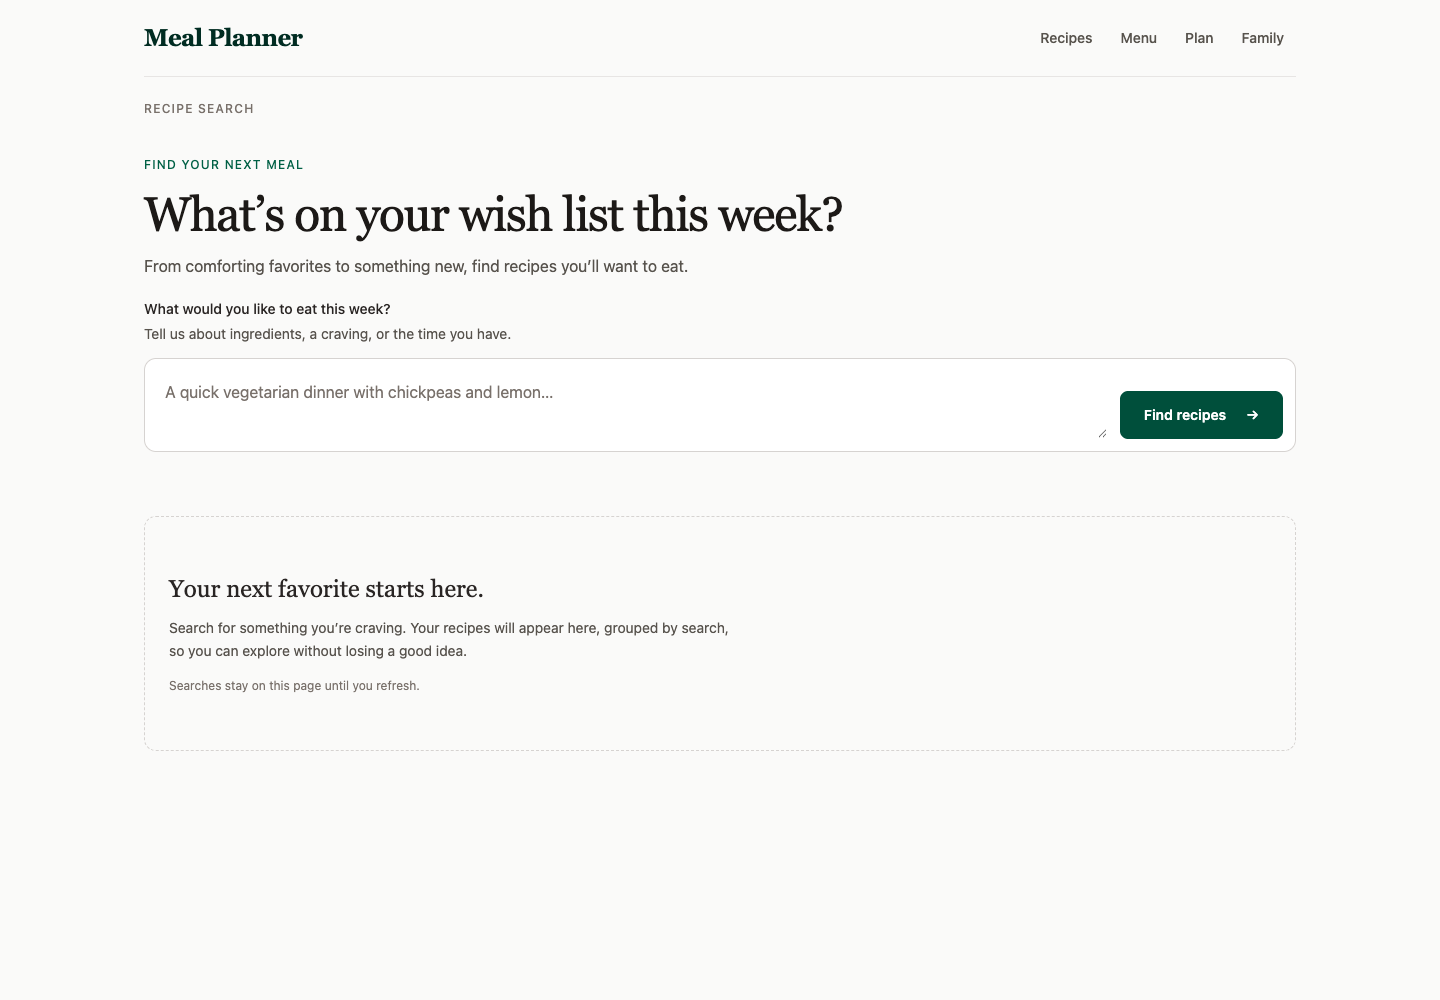 Meal Planner
Recipes Menu Plan Family
RECIPE SEARCH
FIND YOUR NEXT MEAL
What’s on your wish list this week?
From comforting favorites to something new, find recipes you’ll want to eat.
What would you like to eat this week?
Tell us about ingredients, a craving, or the time you have.
A quick vegetarian dinner with chickpeas and lemon...
Find recipes →
Your next favorite starts here.
Search for something you’re craving. Your recipes will appear here, grouped by search,
so you can explore without losing a good idea.
Searches stay on this page until you refresh.